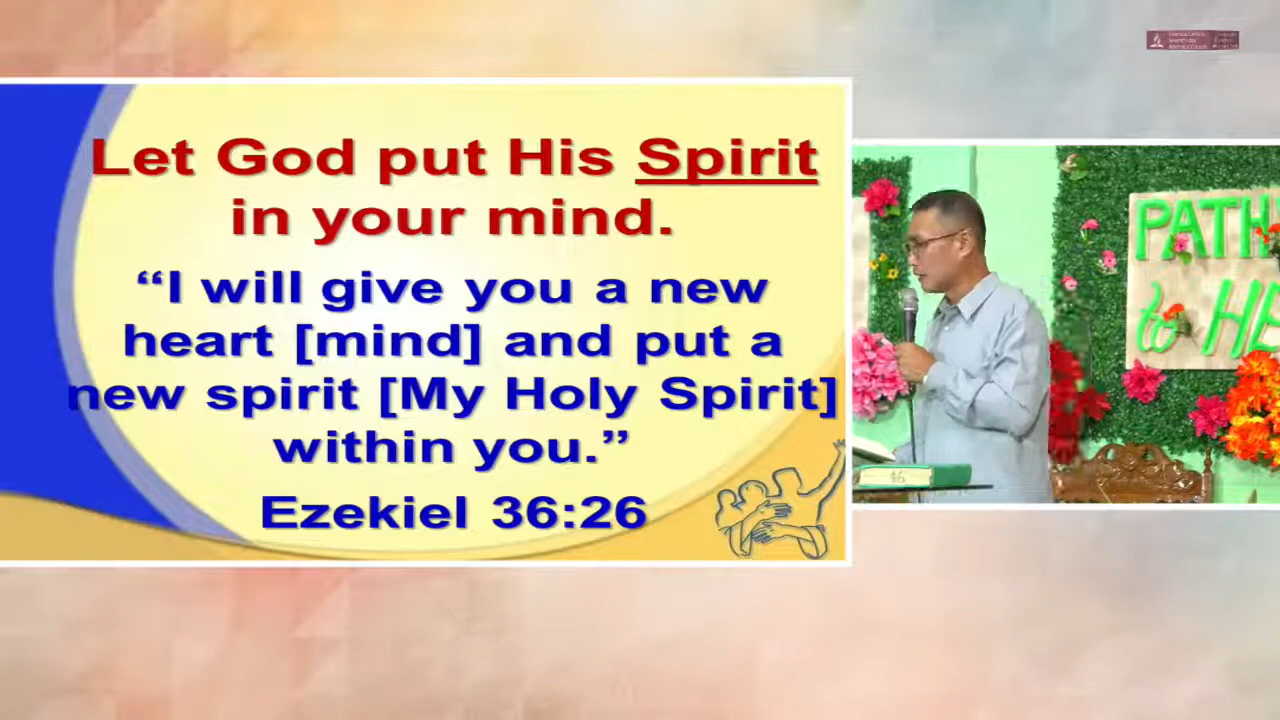 Let God put His Spirit
in your mind.
“I will give you a new
heart [mind] and put a
new spirit [My Holy Spirit]
within you.”
Ezekiel 36:26
PATH
to HE